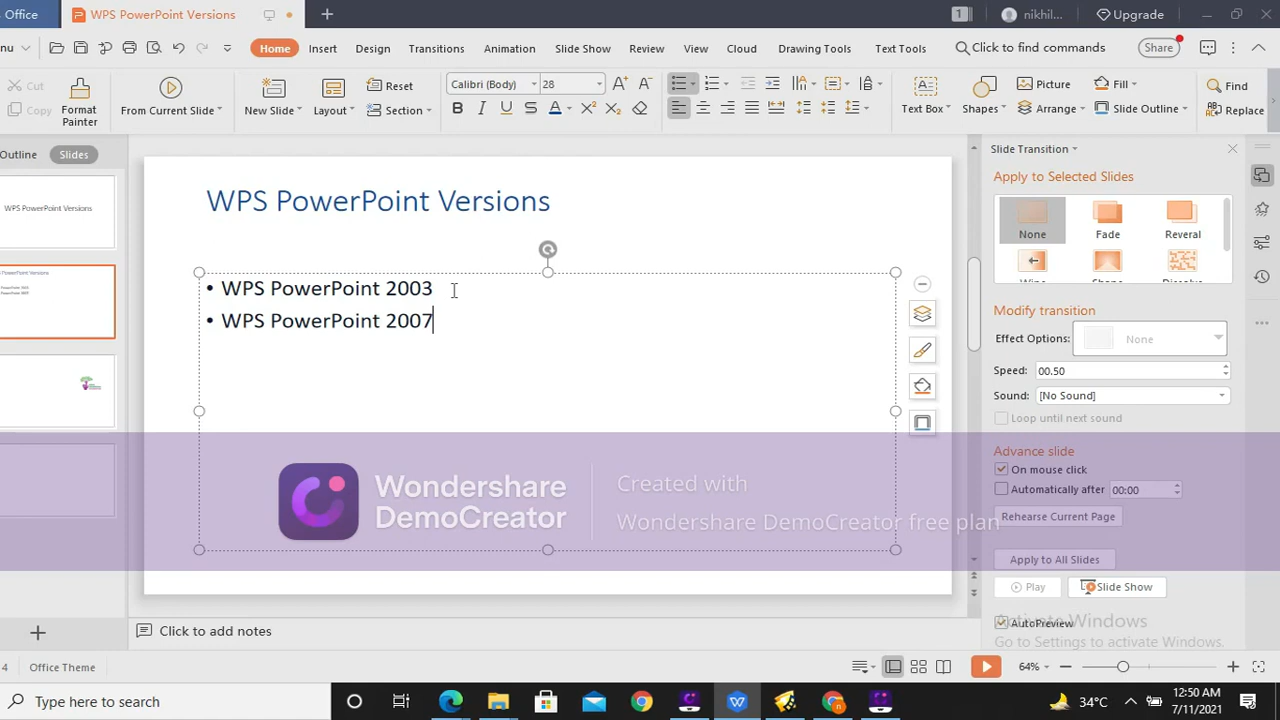 Office
WPS PowerPoint Versions
1
nikhil...
Upgrade
nu
Home
Insert
Design
Transitions
Animation
Slide Show
Review
View
Cloud
Drawing Tools
Text Tools
Click to find commands
Share
Cut
Copy
Format
Painter
From Current Slide
New Slide
Layout
Reset
Section
Calibri (Body)
28
Text Box
Shapes
Picture
Arrange
Fill
Slide Outline
Find
Replace
Outline
Slides
WPS PowerPoint Versions
WPS PowerPoint Versions
• WPS PowerPoint 2003
• WPS PowerPoint 2007
Slide Transition
Apply to Selected Slides
None
Fade
Reveral
Modify transition
Effect Options:
None
Speed:
00.50
Sound:
[No Sound]
Loop until next sound
Advance slide
On mouse click
Automatically after
00:00
Rehearse Current Page
Apply to All Slides
Play
Slide Show
AutoPreview
Activate Windows
Go to Settings to activate Windows.
Wondershare
DemoCreator
Created with
Wondershare DemoCreator free plan
Click to add notes
4
Office Theme
64%
Type here to search
34°C
12:50 AM
7/11/2021